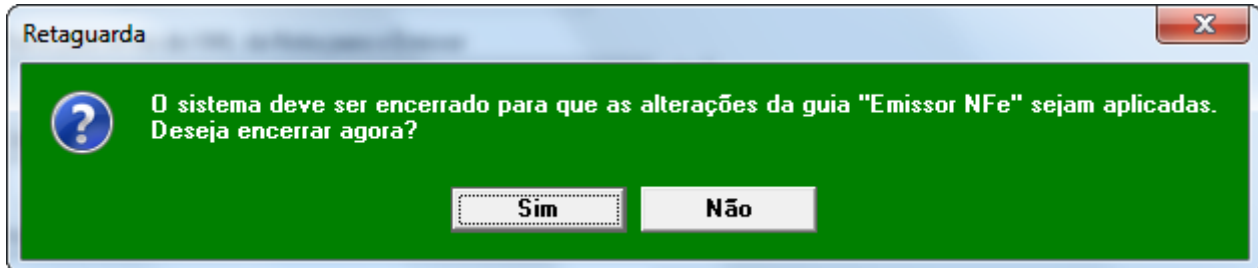 Retaguarda
O sistema deve ser encerrado para que as alterações da guia "Emissor NFe" sejam aplicadas.
Deseja encerrar agora?
Sim
Não